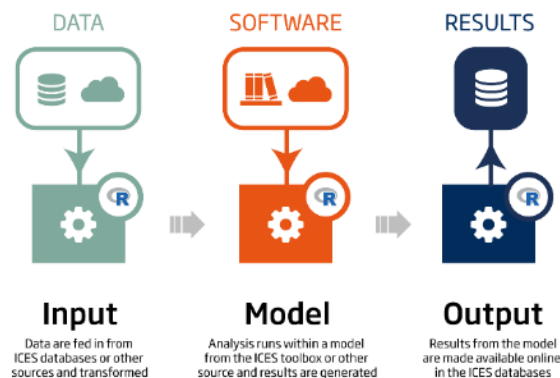 DATA
SOFTWARE
RESULTS
R
R
R
Input
Data are fed in from
ICES databases or other
sources and transformed
Model
Analysis runs within a model
from the ICES toolbox or other
source and results are generated
Output
Results from the model
are made available online
in the ICES databases